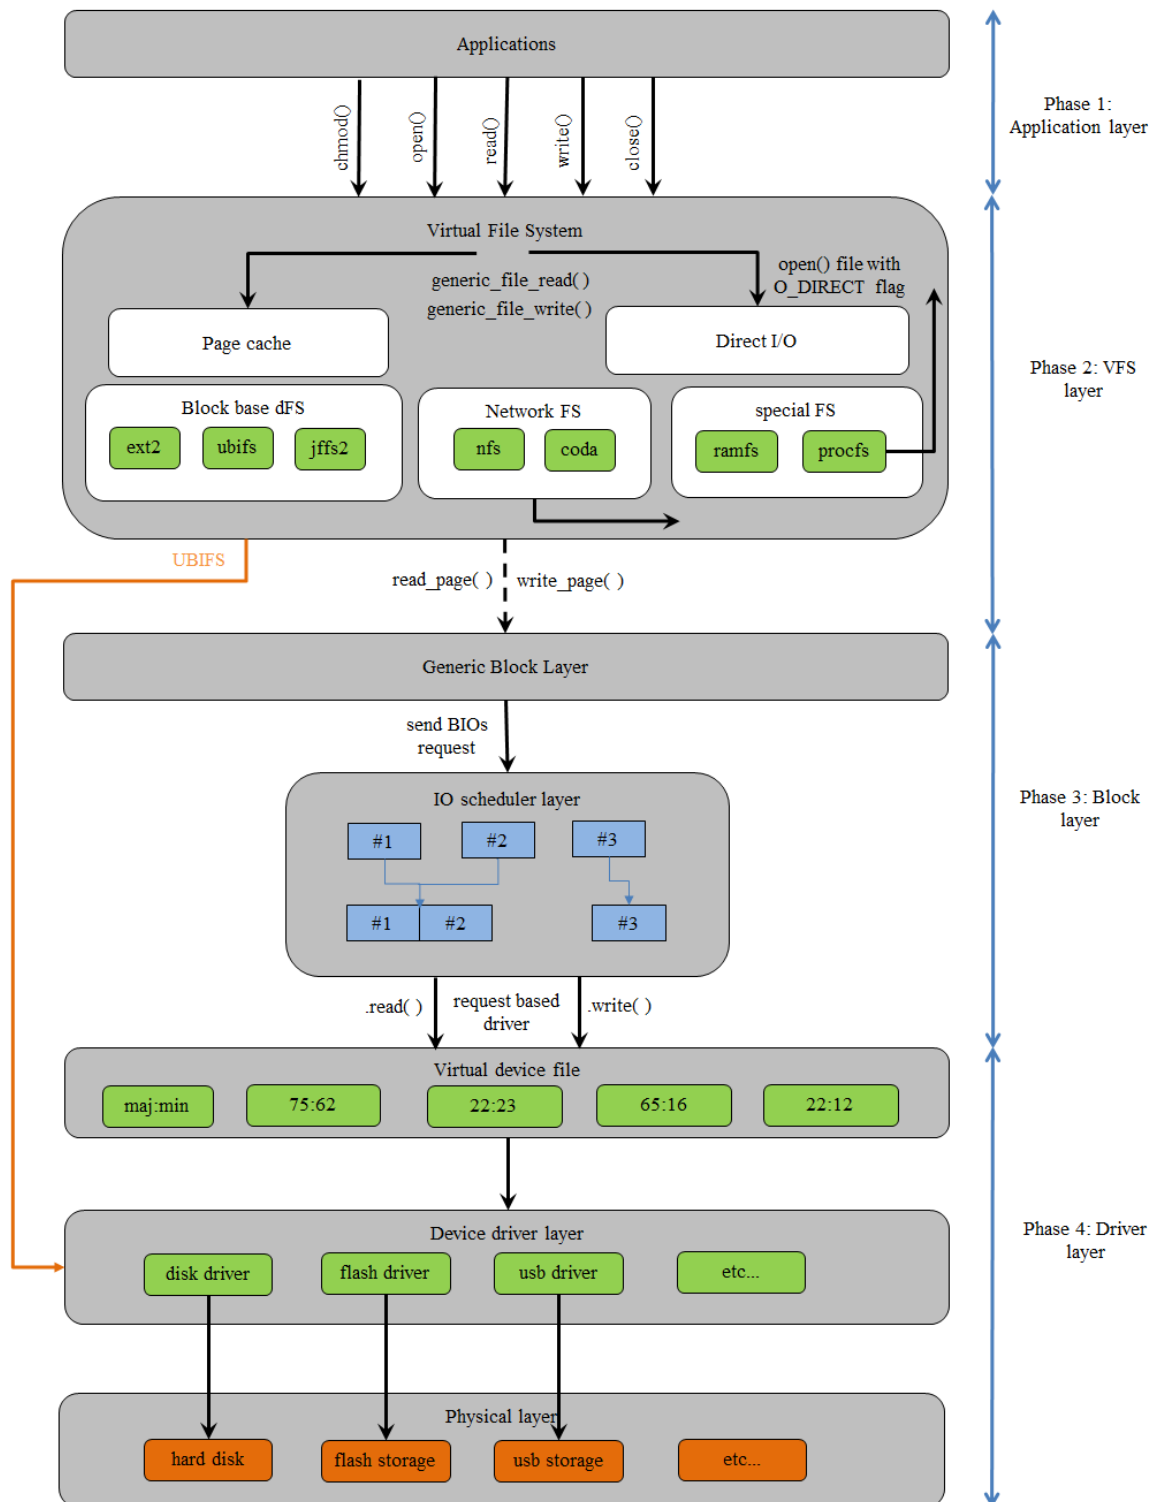 Applications
chmod()
open()
read()
write()
close()
Phase 1:
Application layer
Virtual File System
generic_file_read( )
generic_file_write( )
open() file with
O_DIRECT flag
Page cache
Direct I/O
Phase 2: VFS
layer
Block base dFS
ext2
ubifs
jffs2
Network FS
nfs
coda
special FS
ramfs
procfs
UBIFS
read_page( )
write_page( )
Generic Block Layer
send BIOs
request
IO scheduler layer
#1
#2
#3
#1
#2
#3
Phase 3: Block
layer
.read( )
request based
driver
.write( )
Virtual device file
maj:min
75:62
22:23
65:16
22:12
Device driver layer
disk driver
flash driver
usb driver
etc...
Phase 4: Driver
layer
Physical layer
hard disk
flash storage
usb storage
etc...